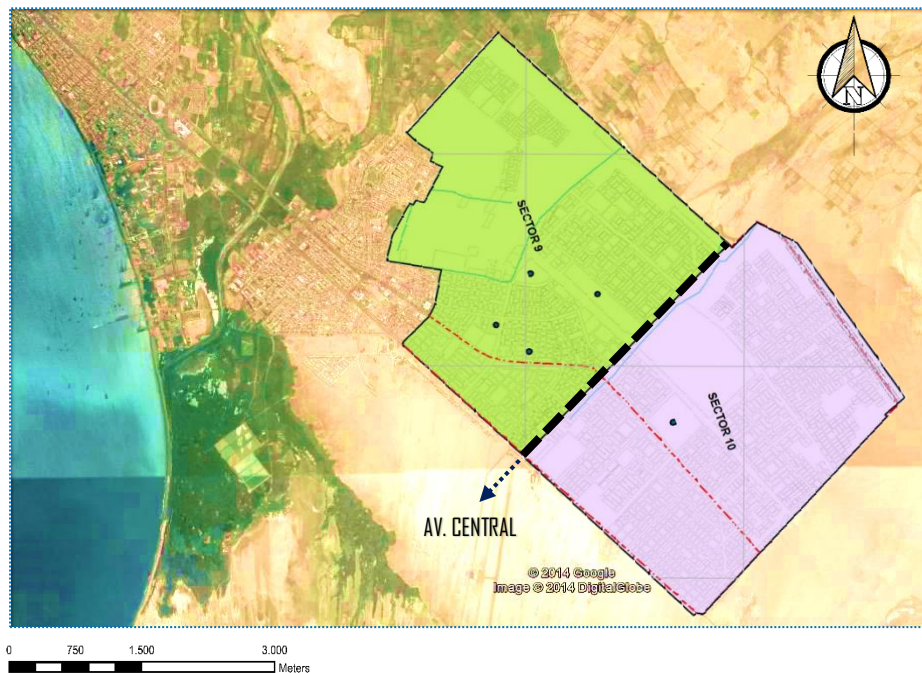 N
SECTOR 9
SECTOR 10
AV. CENTRAL
© 2014 Google
Image © 2014 DigitalGlobe
0 750 1.500 3.000
Meters